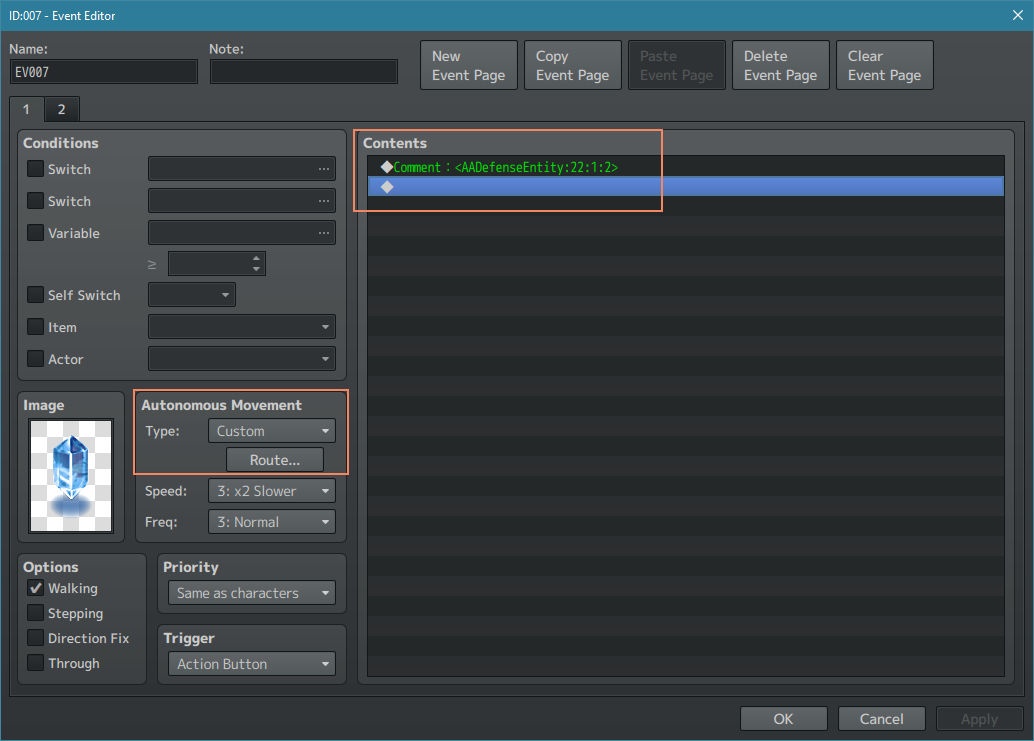 ID:007 - Event Editor
Name:
Note:
EV007
New
Event Page
Copy
Event Page
Paste
Event Page
Delete
Event Page
Clear
Event Page
1
2
Conditions
Switch
...
Switch
...
Variable
...
≥
Self Switch
Item
Actor
Image
Autonomous Movement
Type:
Custom
Route...
Speed:
3: x2 Slower
Freq:
3: Normal
Options
Walking
Stepping
Direction Fix
Through
Priority
Same as characters
Trigger
Action Button
Contents
◆Comment：<AADefenseEntity:22:1:2>
◆
OK
Cancel
Apply